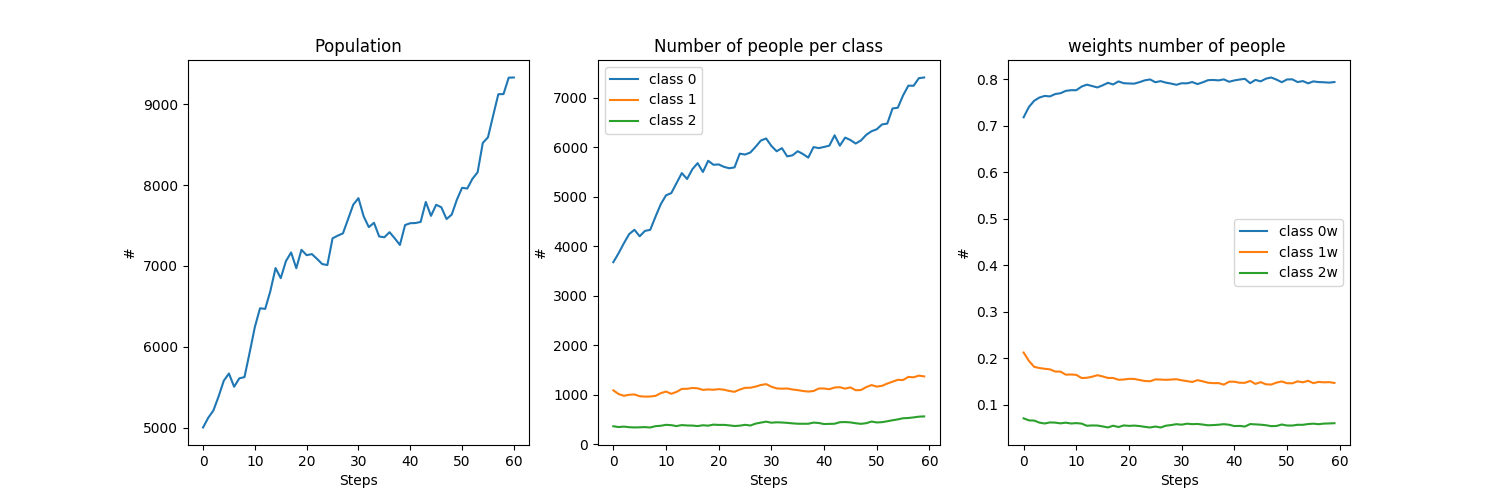 Population
#
9000
8000
7000
6000
5000
0 10 20 30 40 50 60
Steps
Number of people per class
#
7000
6000
5000
4000
3000
2000
1000
0
class 0
class 1
class 2
0 10 20 30 40 50 60
Steps
weights number of people
#
0.8
0.7
0.6
0.5
0.4
0.3
0.2
0.1
class 0w
class 1w
class 2w
0 10 20 30 40 50 60
Steps